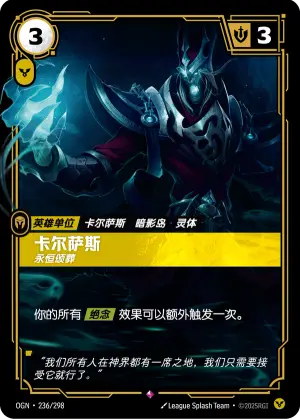 3
3
英雄单位 卡尔萨斯 暗影岛 灵体
卡尔萨斯
永恒颂葬
你的所有 绝念 效果可以额外触发一次。
“我们所有人在神界都有一席之地，我们只需要接
受它就行了。”
OGN • 236/298
League Splash Team • ©2025RGI